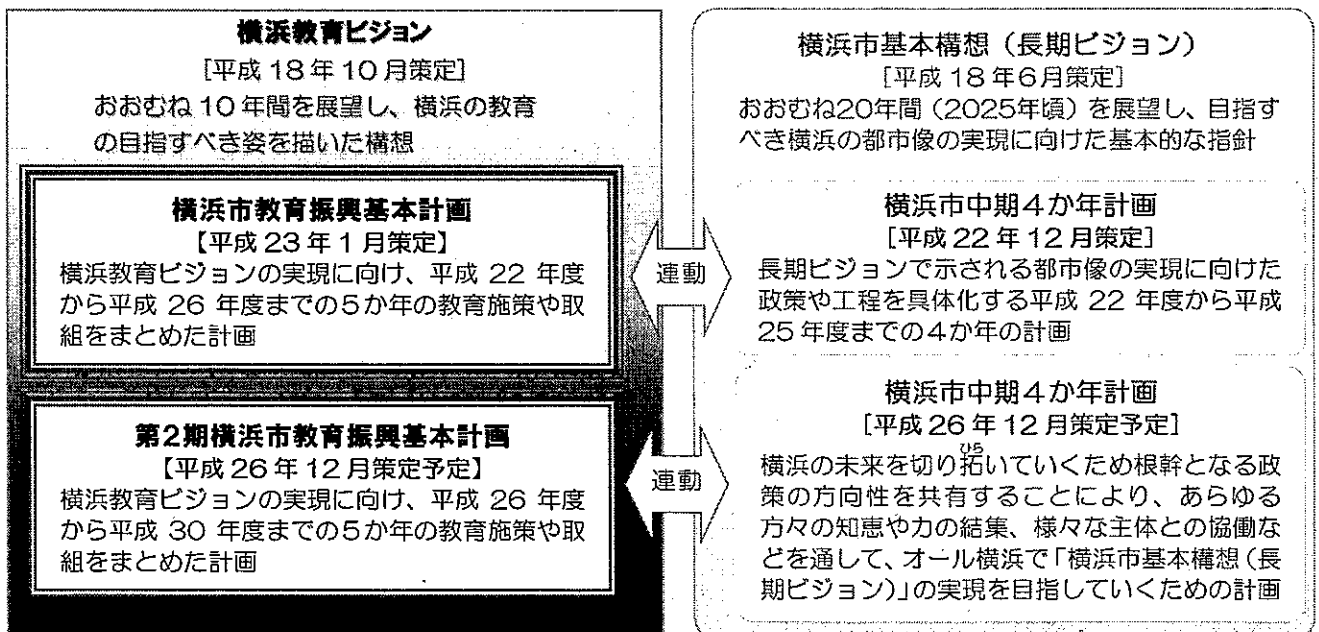 横浜教育ビジョン
[平成18年10月策定]
おおむね10年間を展望し、横浜の教育
の目指すべき姿を描いた構想
横浜市教育振興基本計画
【平成23年1月策定】
横浜教育ビジョンの実現に向け、平成 22 年度
から平成 26 年度までの5か年の教育施策や取
組をまとめた計画
第2期横浜市教育振興基本計画
【平成26年12月策定予定】
横浜教育ビジョンの実現に向け、平成 26 年度
から平成 30 年度までの5か年の教育施策や取
組をまとめた計画
連動
連動
横浜市基本構想（長期ビジョン）
[平成18年6月策定]
おおむね20年間（2025年頃）を展望し、目指す
べき横浜の都市像の実現に向けた基本的な指針
横浜市中期4か年計画
[平成22年12月策定]
長期ビジョンで示される都市像の実現に向けた
政策や工程を具体化する平成 22 年度から平成
25年度までの4か年の計画
横浜市中期4か年計画
[平成26年12月策定予定]
ひら
横浜の未来を切り拓いていくため根幹となる政
策の方向性を共有することにより、あらゆる
方々の知恵や力の結集、様々な主体との協働な
どを通して、オール横浜で「横浜市基本構想（長
期ビジョン）」の実現を目指していくための計画